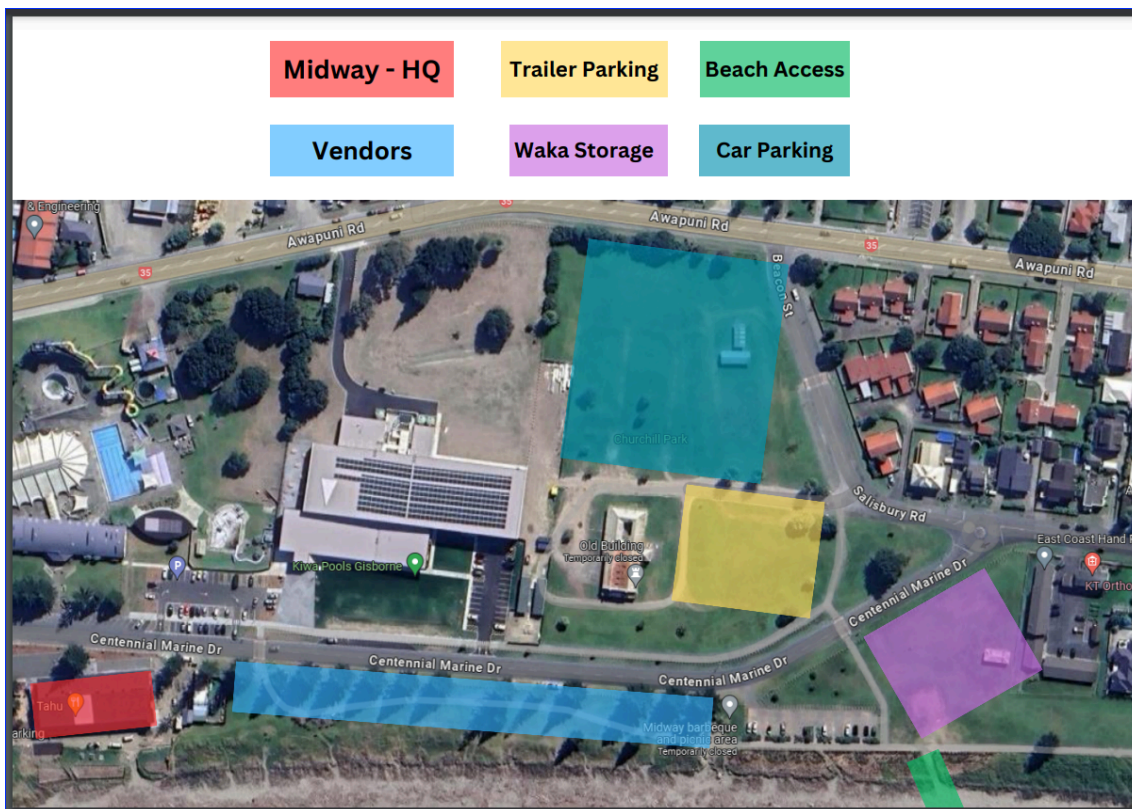 Midway - HQ
Trailer Parking
Beach Access
Vendors
Waka Storage
Car Parking
& Engineering
35
Awapuni Rd
Awapuni Rd
35
Awapuni Rd
35
Beacon St
Churchill Park
Salisbury Rd
Old Building
Temporarily closed
East Coast Hand
Kiwa Pools Gisborne
P
KT Ortho
Centennial Marine Dr
Centennial Marine Dr
Centennial Marine Dr
Centennial Marine Dr
Tahu
arking
Midway barbeque
and picnic area
Temporarily closed